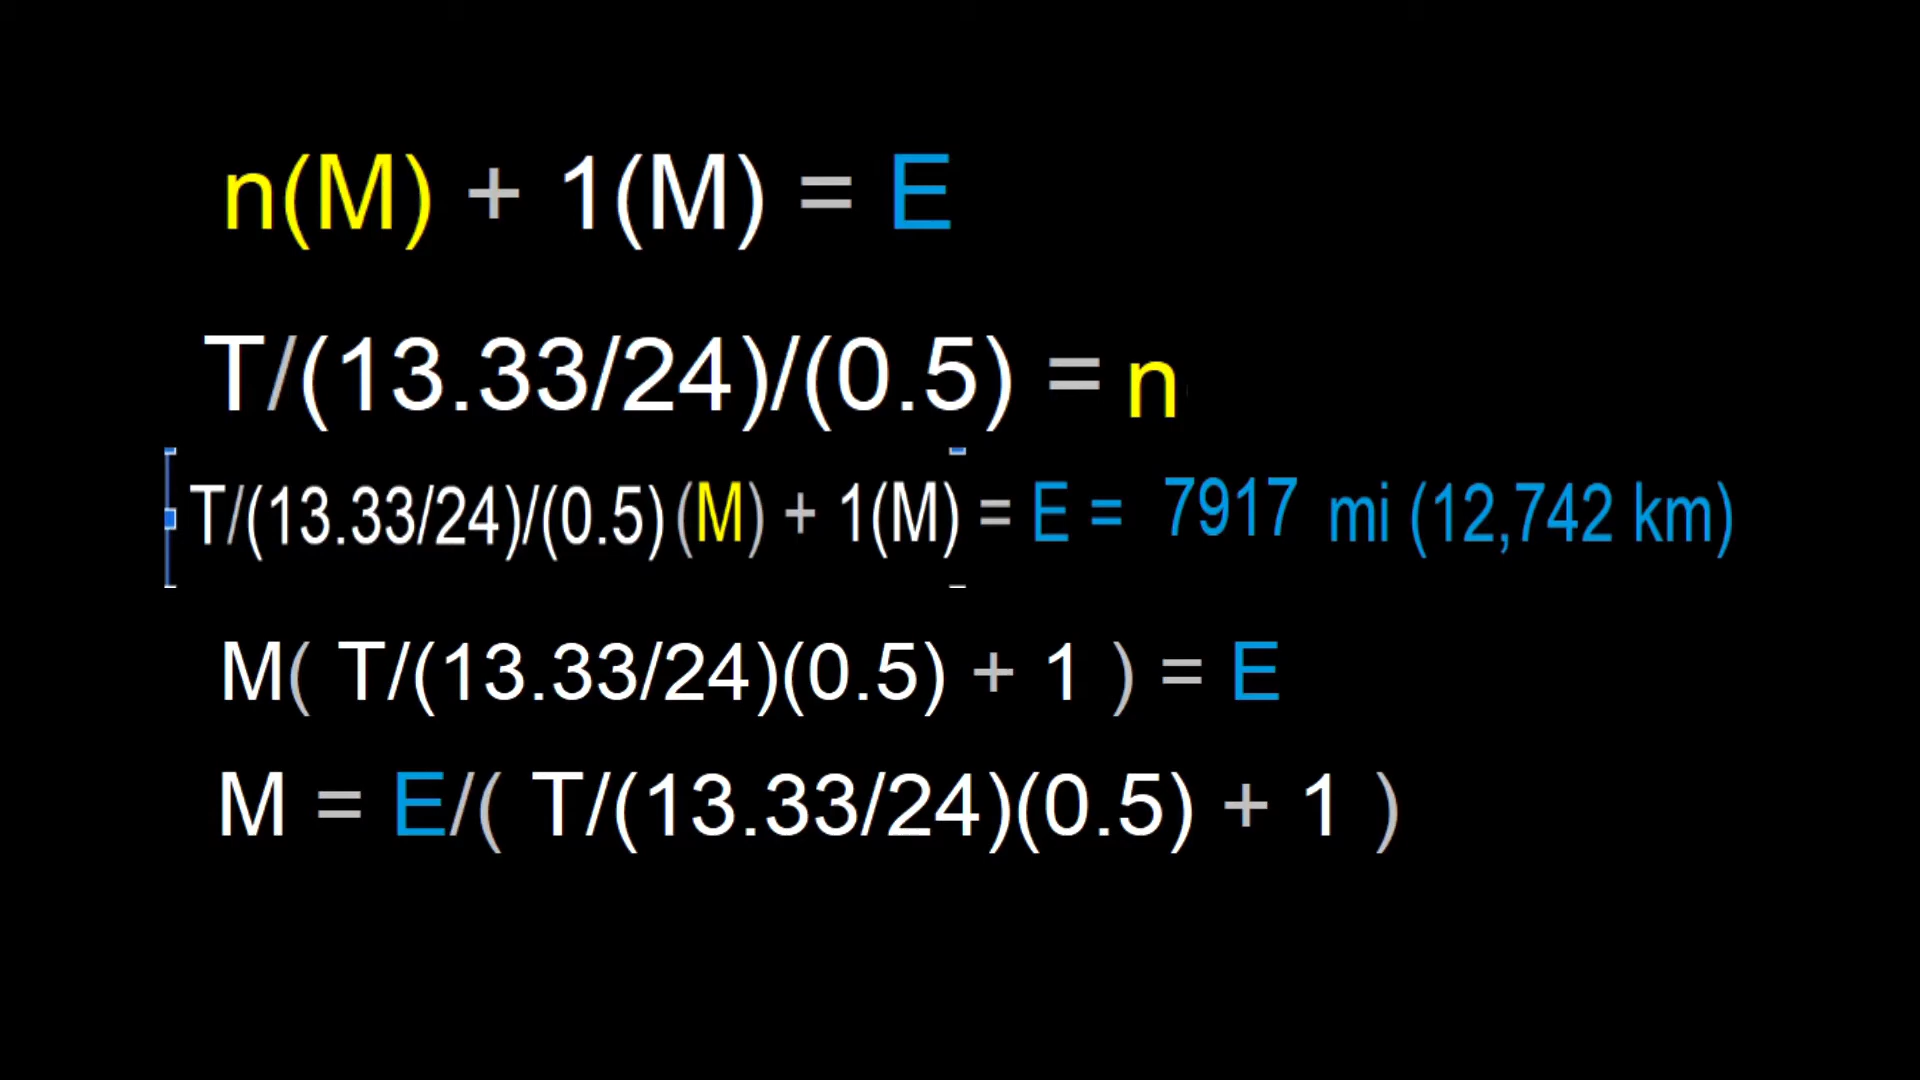 n(M) + 1(M) = E
T/(13.33/24)/(0.5) = n
T/(13.33/24)/(0.5)(M) + 1(M) = E = 7917 mi (12,742 km)
M( T/(13.33/24)(0.5) + 1 ) = E
M = E/( T/(13.33/24)(0.5) + 1 )